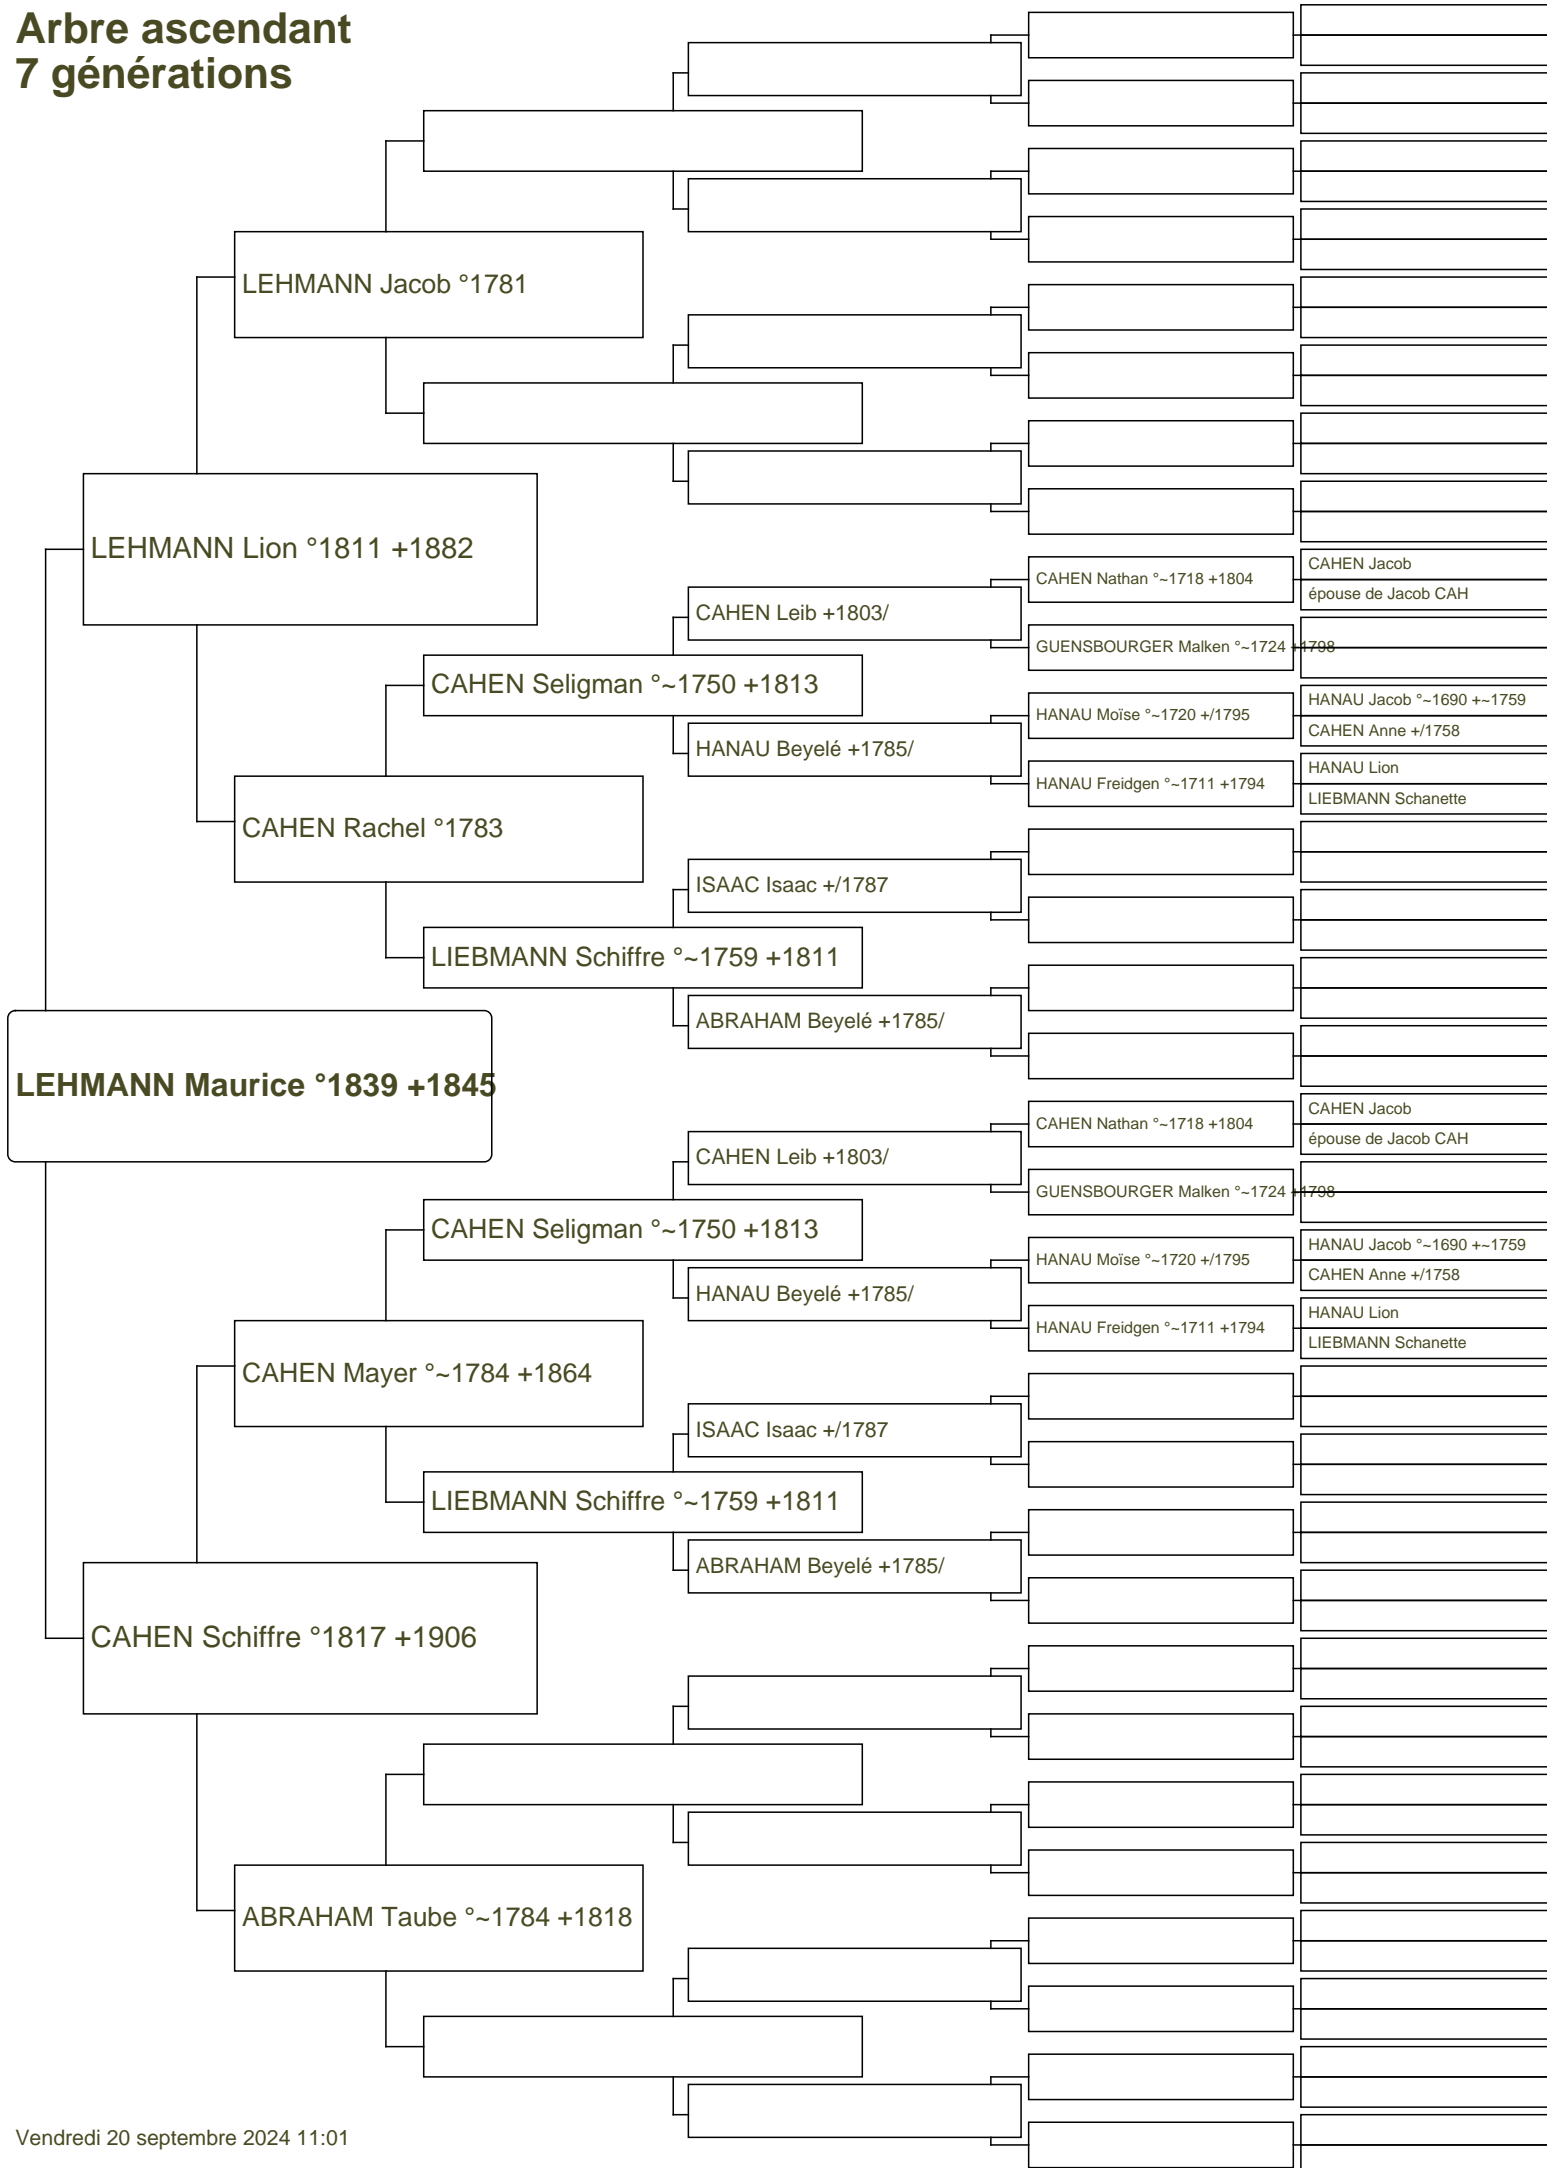 Arbre ascendant
7 générations
LEHMANN Jacob °1781
LEHMANN Lion °1811 +1882
CAHEN Jacob
CAHEN Nathan °~1718 +1804
épouse de Jacob CAH
CAHEN Leib +1803/
GUENSBOURGER Malken °~1724 +1798
CAHEN Seligman °~1750 +1813
HANAU Jacob °~1690 +~1759
HANAU Moïse °~1720 +/1795
CAHEN Anne +/1758
HANAU Beyelé +1785/
HANAU Lion
HANAU Freidgen °~1711 +1794
LIEBMANN Schanette
CAHEN Rachel °1783
ISAAC Isaac +/1787
LIEBMANN Schiffre °~1759 +1811
ABRAHAM Beyelé +1785/
LEHMANN Maurice °1839 +1845
CAHEN Jacob
CAHEN Nathan °~1718 +1804
épouse de Jacob CAH
CAHEN Leib +1803/
GUENSBOURGER Malken °~1724 +1798
CAHEN Seligman °~1750 +1813
HANAU Jacob °~1690 +~1759
HANAU Moïse °~1720 +/1795
CAHEN Anne +/1758
HANAU Beyelé +1785/
HANAU Lion
HANAU Freidgen °~1711 +1794
LIEBMANN Schanette
CAHEN Mayer °~1784 +1864
ISAAC Isaac +/1787
LIEBMANN Schiffre °~1759 +1811
ABRAHAM Beyelé +1785/
CAHEN Schiffre °1817 +1906
ABRAHAM Taube °~1784 +1818
Vendredi 20 septembre 2024 11:01